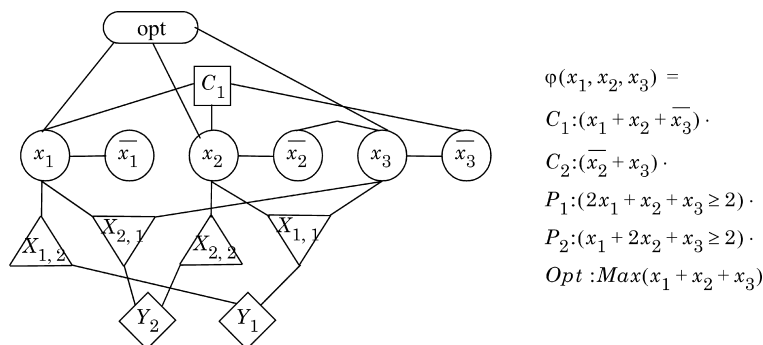 opt
C₁
x₁ x̅₁ x₂ x̅₂ x₃ x̅₃
X₁,₂ X₂,₁ X₂,₂ X₁,₁
Y₂ Y₁
φ(x₁, x₂, x₃) =
C₁:(x₁ + x₂ + x̅₃) ·
C₂:(x̅₂ + x₃) ·
P₁:(2x₁ + x₂ + x₃ ≥ 2) ·
P₂:(x₁ + 2x₂ + x₃ ≥ 2) ·
Opt :Max(x₁ + x₂ + x₃)